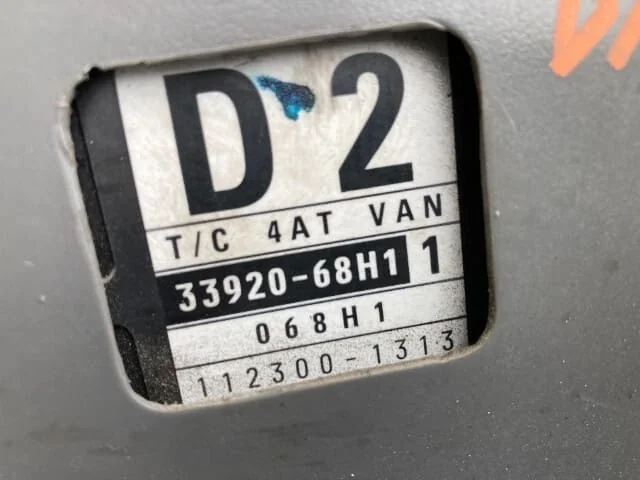 D 2
T/C 4AT VAN
33920-68H1 1
068H1
112300-1313